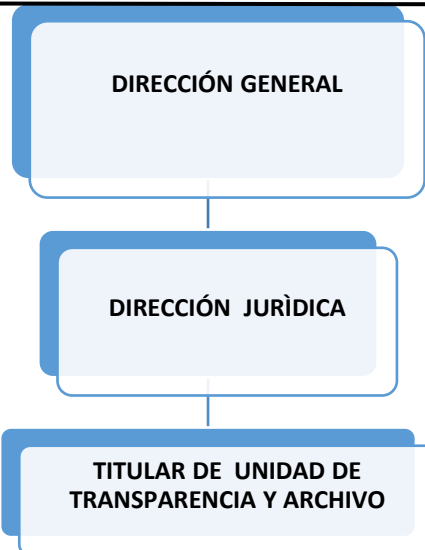 DIRECCIÓN GENERAL
DIRECCIÓN JURÌDICA
TITULAR DE UNIDAD DE
TRANSPARENCIA Y ARCHIVO